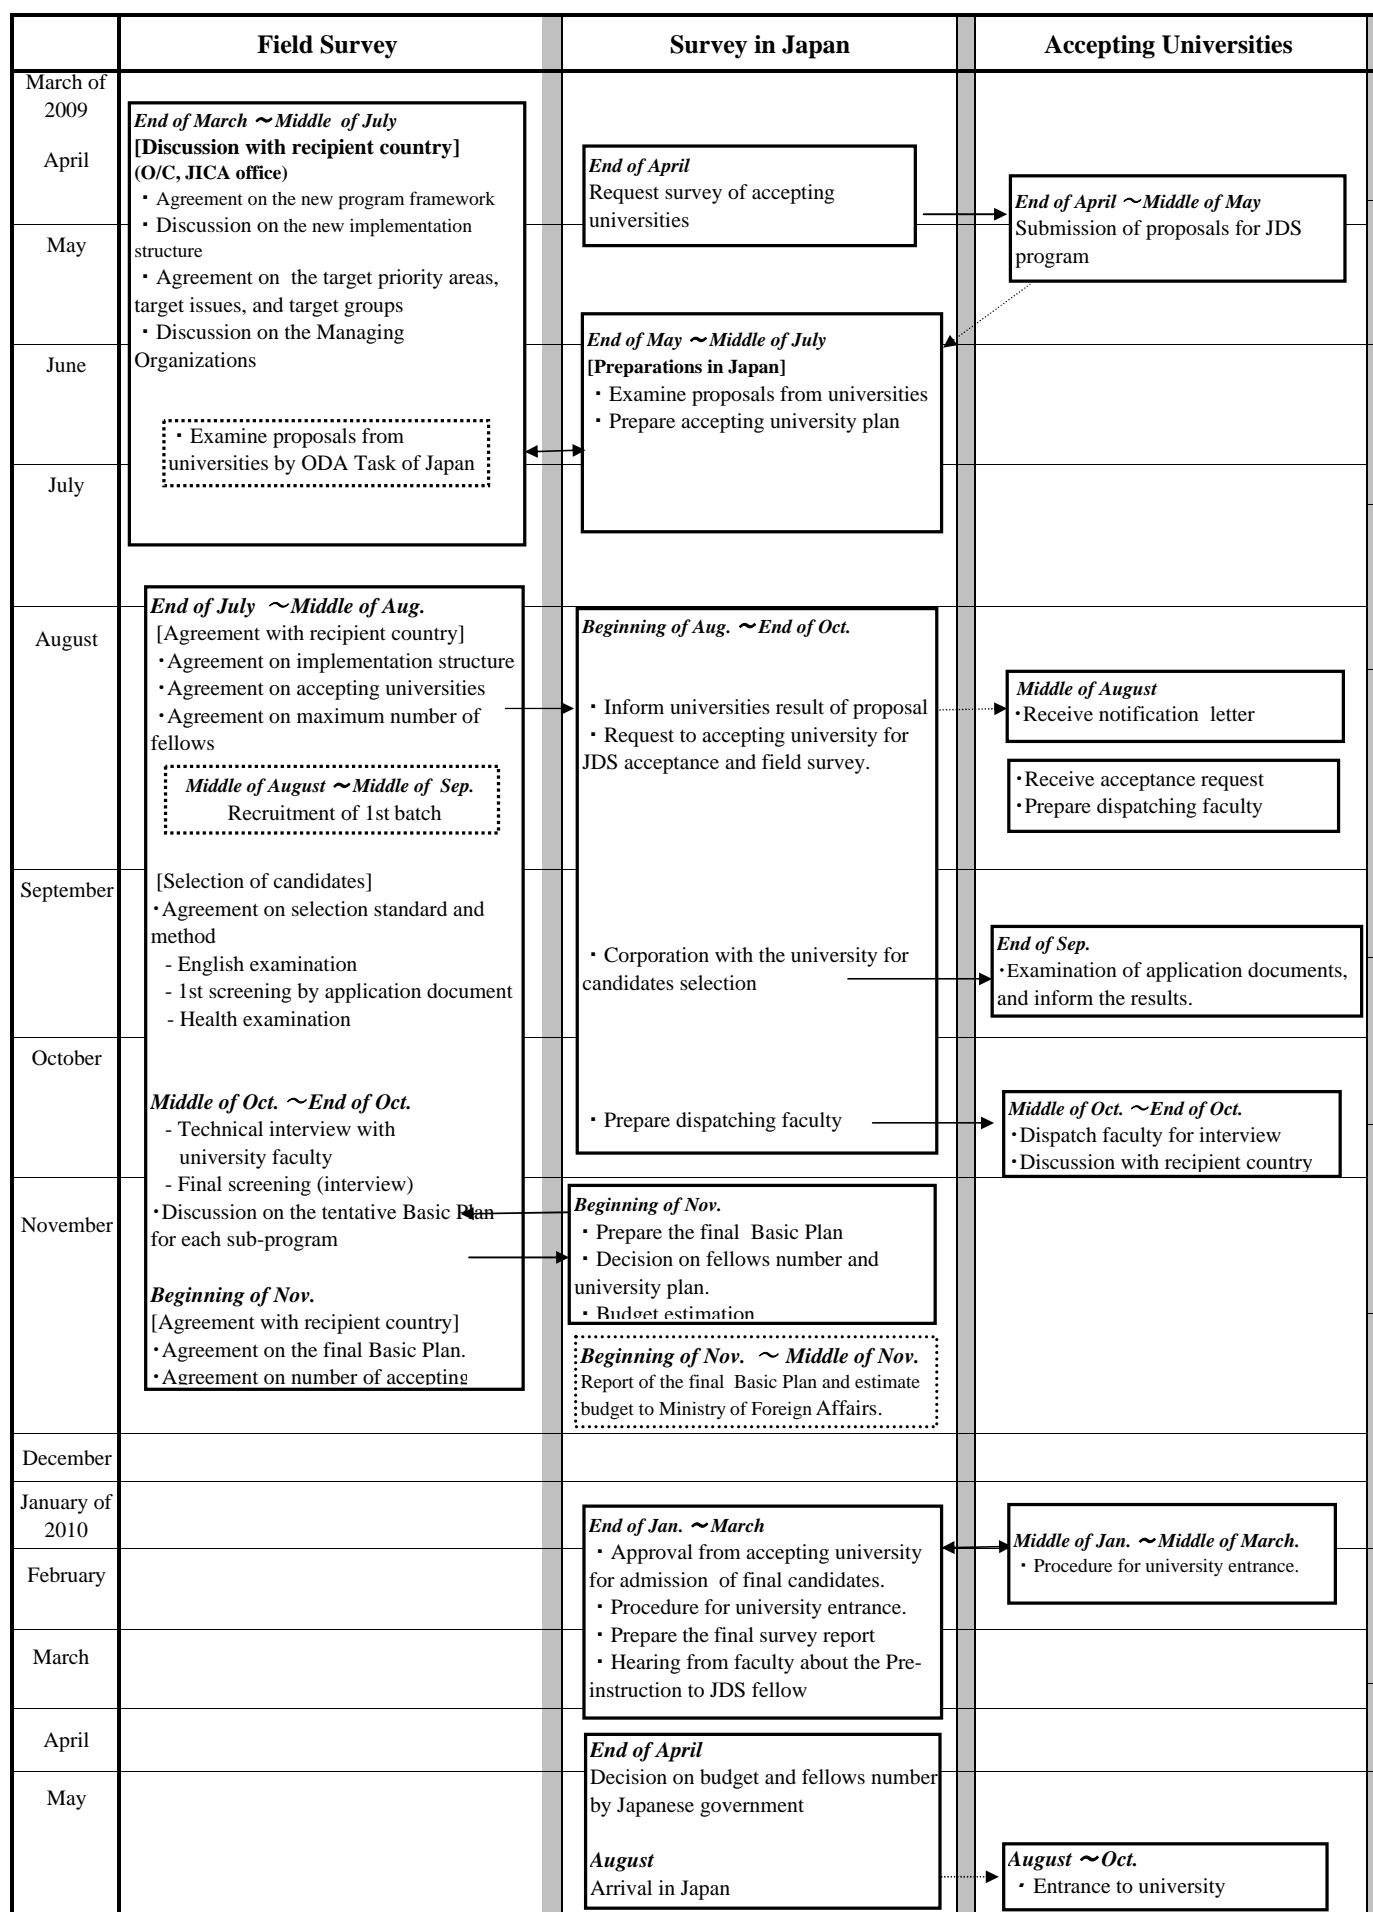 Field Survey
Survey in Japan
Accepting Universities
March of
2009
April
May
June
July
August
September
October
November
December
January of
2010
February
March
April
May
End of March ～Middle of July
[Discussion with recipient country]
(O/C, JICA office)
・Agreement on the new program framework
・Discussion on the new implementation
structure
・Agreement on the target priority areas,
target issues, and target groups
・Discussion on the Managing
Organizations
・Examine proposals from
universities by ODA Task of Japan
End of July ～Middle of Aug.
[Agreement with recipient country]
・Agreement on implementation structure
・Agreement on accepting universities
・Agreement on maximum number of
fellows
Middle of August ～Middle of Sep.
Recruitment of 1st batch
[Selection of candidates]
・Agreement on selection standard and
method
- English examination
- 1st screening by application document
- Health examination
Middle of Oct. ～End of Oct.
- Technical interview with
university faculty
- Final screening (interview)
・Discussion on the tentative Basic Plan
for each sub-program
Beginning of Nov.
[Agreement with recipient country]
・Agreement on the final Basic Plan.
・Agreement on number of accepting
End of April
Request survey of accepting
universities
End of May ～Middle of July
[Preparations in Japan]
・Examine proposals from universities
・Prepare accepting university plan
Beginning of Aug. ～End of Oct.
・Inform universities result of proposal
・Request to accepting university for
JDS acceptance and field survey.
・Corporation with the university for
candidates selection
・Prepare dispatching faculty
Beginning of Nov.
・Prepare the final Basic Plan
・Decision on fellows number and
university plan.
・Budget estimation
Beginning of Nov. ～ Middle of Nov.
Report of the final Basic Plan and estimate
budget to Ministry of Foreign Affairs.
End of Jan. ～March
・Approval from accepting university
for admission of final candidates.
・Procedure for university entrance.
・Prepare the final survey report
・Hearing from faculty about the Pre-
instruction to JDS fellow
End of April
Decision on budget and fellows number
by Japanese government
August
Arrival in Japan
End of April ～Middle of May
Submission of proposals for JDS
program
Middle of August
・Receive notification letter
・Receive acceptance request
・Prepare dispatching faculty
End of Sep.
・Examination of application documents,
and inform the results.
Middle of Oct. ～End of Oct.
・Dispatch faculty for interview
・Discussion with recipient country
Middle of Jan. ～Middle of March.
・Procedure for university entrance.
August ～Oct.
・Entrance to university